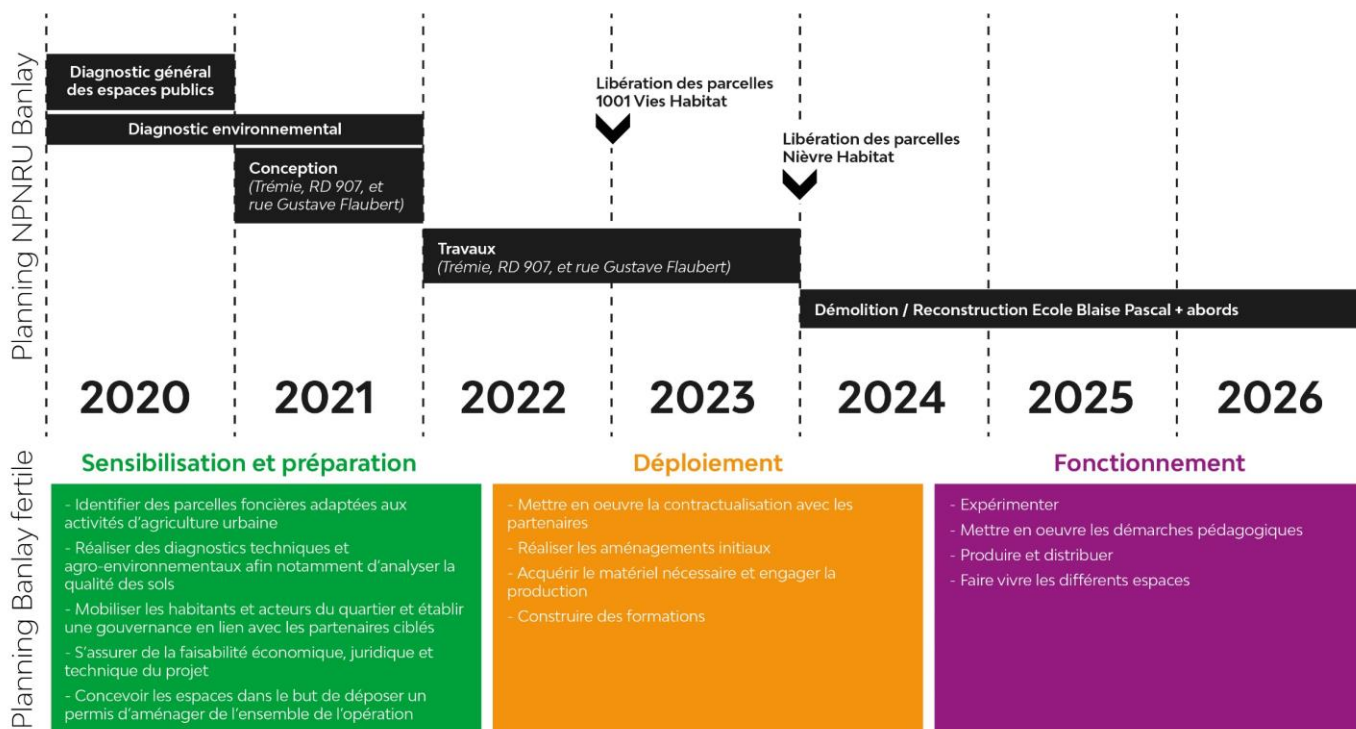 Planning NPNRU Banlay
Diagnostic général
des espaces publics
Diagnostic environnemental
Conception
(Trémie, RD 907, et
rue Gustave Flaubert)
Libération des parcelles
1001 Vies Habitat
Libération des parcelles
Nièvre Habitat
Travaux
(Trémie, RD 907, et rue Gustave Flaubert)
Démolition / Reconstruction Ecole Blaise Pascal + abords
2020 2021 2022 2023 2024 2025 2026
Planning Banlay fertile
Sensibilisation et préparation
- Identifier des parcelles foncières adaptées aux
activités d'agriculture urbaine
- Réaliser des diagnostics techniques et
agro-environnementaux afin notamment d'analyser la
qualité des sols
- Mobiliser les habitants et acteurs du quartier et établir
une gouvernance en lien avec les partenaires ciblés
- S'assurer de la faisabilité économique, juridique et
technique du projet
- Concevoir les espaces dans le but de déposer un
permis d'aménager de l'ensemble de l'opération
Déploiement
- Mettre en oeuvre la contractualisation avec les
partenaires
- Réaliser les aménagements initiaux
- Acquérir le matériel nécessaire et engager la
production
- Construire des formations
Fonctionnement
- Expérimenter
- Mettre en oeuvre les démarches pédagogiques
- Produire et distribuer
- Faire vivre les différents espaces